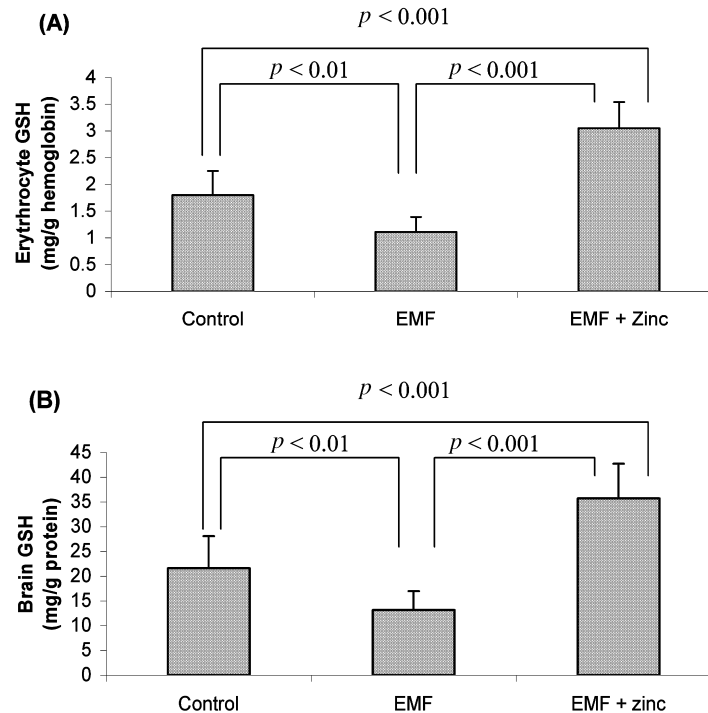 (A)
p < 0.001
p < 0.01
p < 0.001
Erytrhrocyte GSH
(mg/g hemoglobin)
4
3.5
3
2.5
2
1.5
1
0.5
0
Control
EMF
EMF + Zinc
(B)
p < 0.001
p < 0.01
p < 0.001
Brain GSH
(mg/g protein)
45
40
35
30
25
20
15
10
5
0
Control
EMF
EMF + zinc